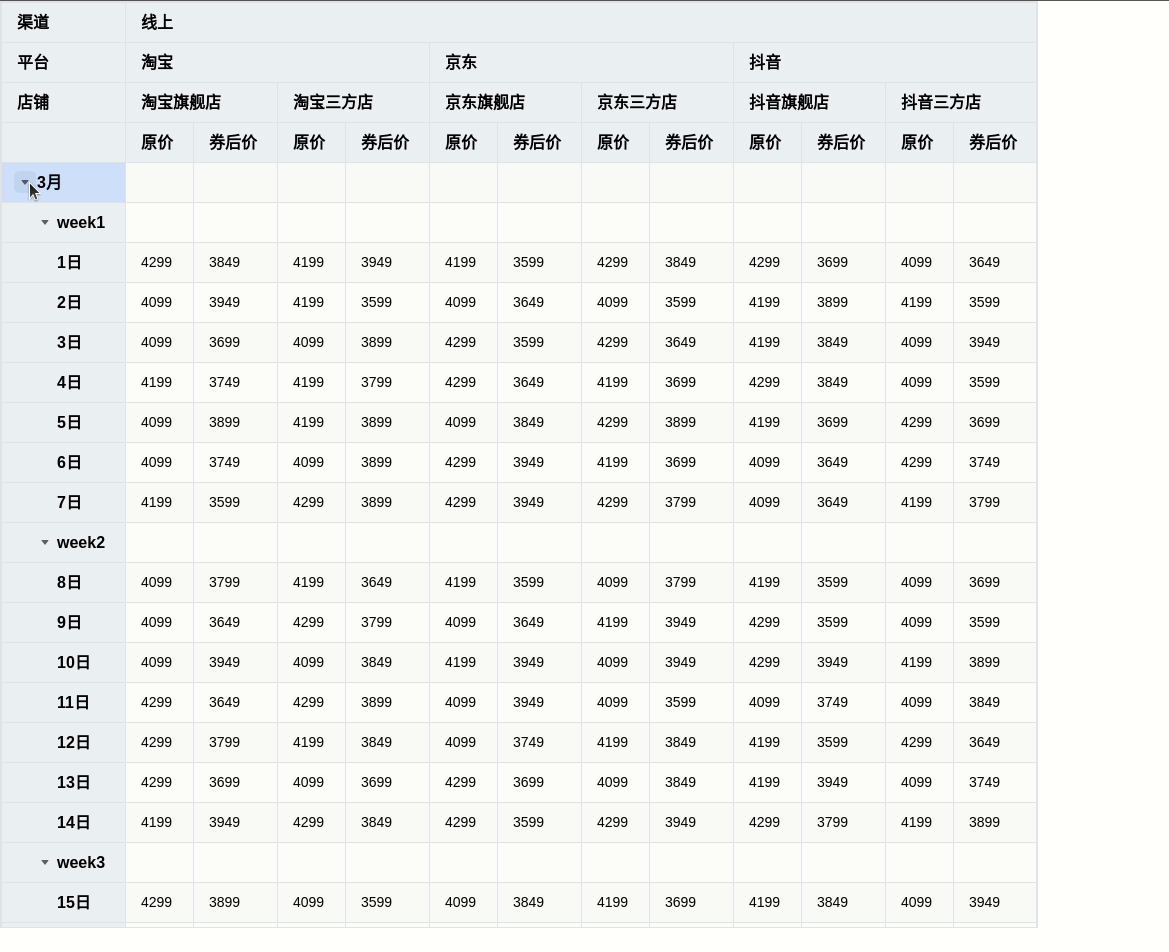 渠道 线上
平台 淘宝 京东 抖音
店铺 淘宝旗舰店 淘宝三方店 京东旗舰店 京东三方店 抖音旗舰店 抖音三方店
原价 券后价 原价 券后价 原价 券后价 原价 券后价 原价 券后价 原价 券后价
3月
week1
1日 4299 3849 4199 3949 4199 3599 4299 3849 4299 3699 4099 3649
2日 4099 3949 4199 3599 4099 3649 4099 3599 4199 3899 4199 3599
3日 4099 3699 4099 3899 4299 3599 4299 3649 4199 3849 4099 3949
4日 4199 3749 4199 3799 4299 3649 4199 3699 4299 3849 4099 3599
5日 4099 3899 4199 3899 4099 3849 4299 3899 4199 3699 4299 3699
6日 4099 3749 4099 3899 4299 3949 4199 3699 4099 3649 4299 3749
7日 4199 3599 4299 3899 4299 3949 4299 3799 4099 3649 4199 3799
week2
8日 4099 3799 4199 3649 4199 3599 4099 3799 4199 3599 4099 3699
9日 4099 3649 4299 3799 4099 3649 4199 3949 4299 3599 4099 3599
10日 4099 3949 4099 3849 4199 3949 4099 3949 4299 3949 4199 3899
11日 4299 3649 4299 3899 4099 3949 4099 3599 4099 3749 4099 3849
12日 4299 3799 4199 3849 4099 3749 4199 3849 4199 3599 4299 3649
13日 4299 3699 4099 3699 4299 3699 4099 3849 4199 3949 4099 3749
14日 4199 3949 4299 3849 4299 3599 4299 3949 4299 3799 4199 3899
week3
15日 4299 3899 4099 3599 4099 3849 4199 3699 4199 3849 4099 3949